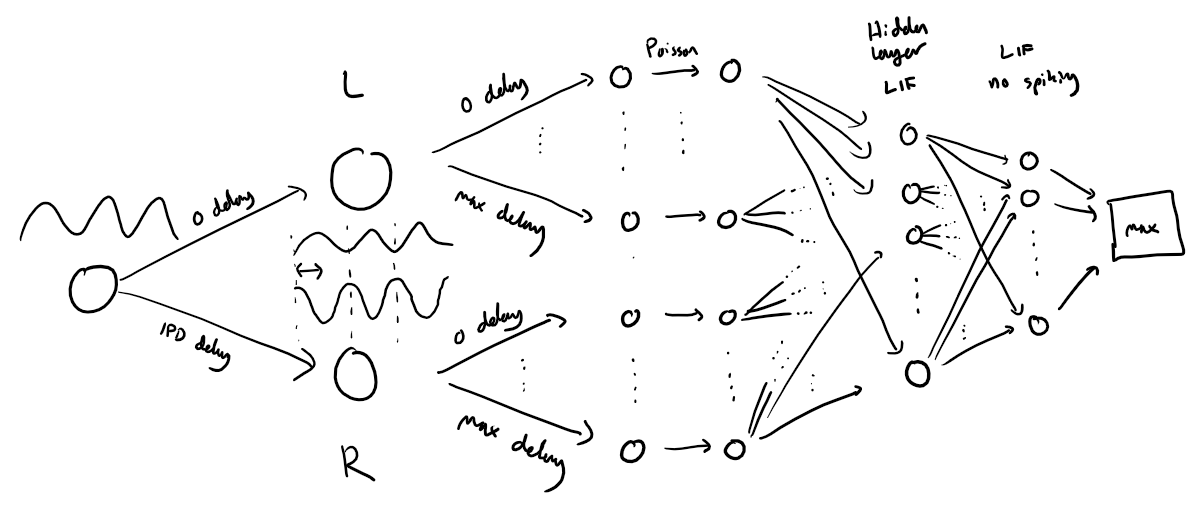 L
0 delay
IPD delay
R
0 delay
max delay
0 delay
max delay
Poisson
Hidden
layer
LIF
LIF
no spiking
max